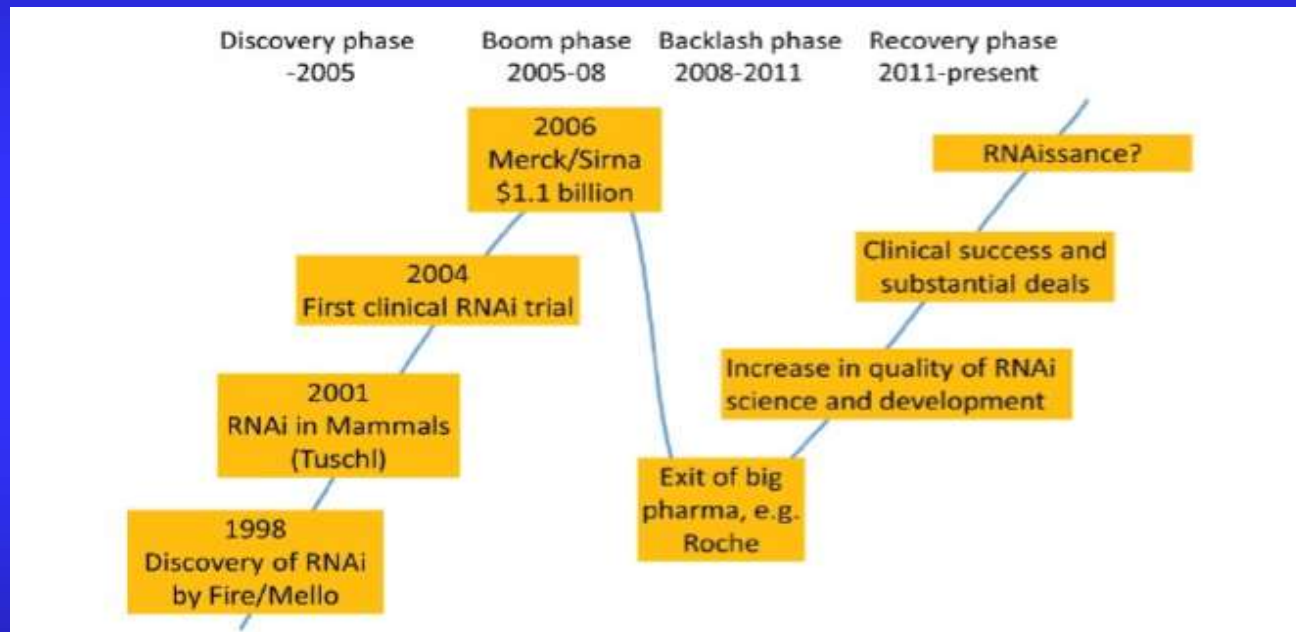 Discovery phase
-2005
Boom phase
2005-08
Backlash phase
2008-2011
Recovery phase
2011-present
2006
Merck/Sirna
$1.1 billion
RNAissance?
2004
First clinical RNAi trial
Clinical success and
substantial deals
2001
RNAi in Mammals
(Tuschl)
Increase in quality of RNAi
science and development
1998
Discovery of RNAi
by Fire/Mello
Exit of big
pharma, e.g.
Roche